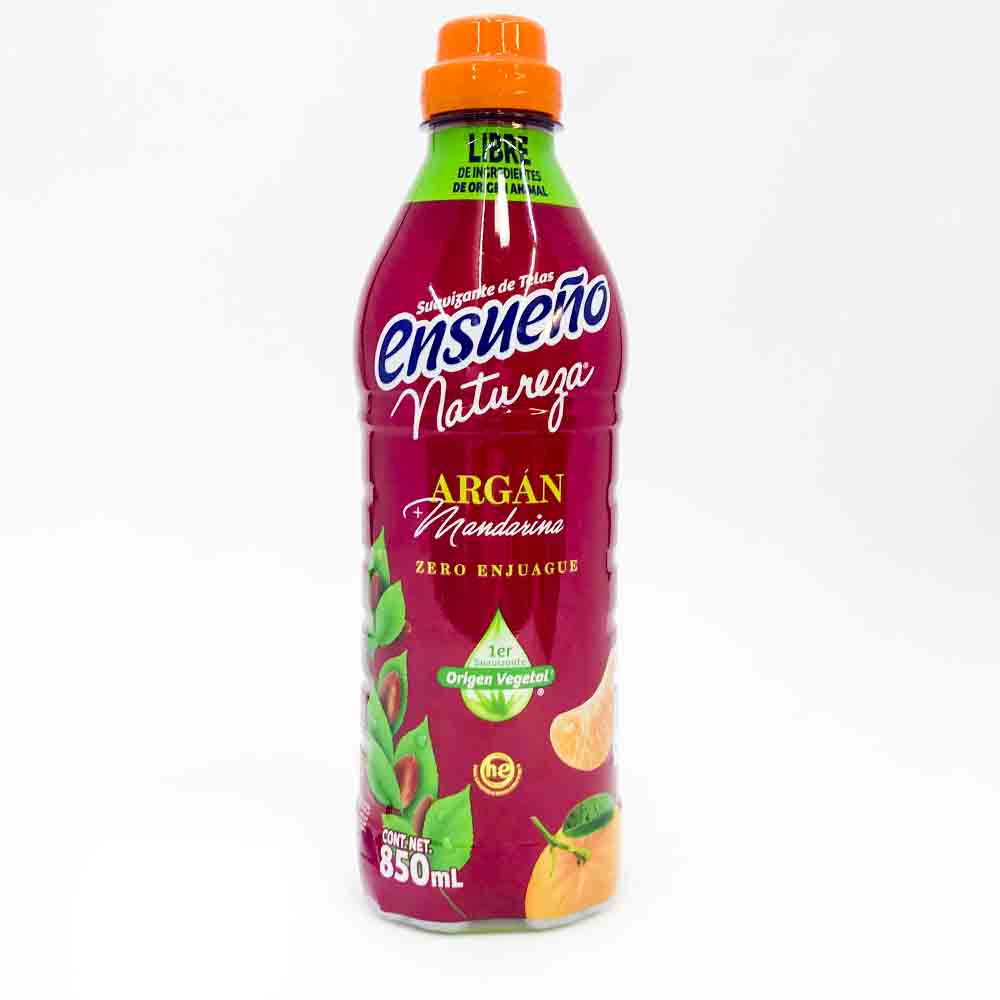 LIBRE
DE INGREDIENTES
DE ORIGEN ANIMAL
Suavizante de Telas
ensueño
Natureza®
ARGÁN
+ Mandarina
ZERO ENJUAGUE
1er
Suavizante
Origen Vegetal
®
he
CONT. NET.
850mL